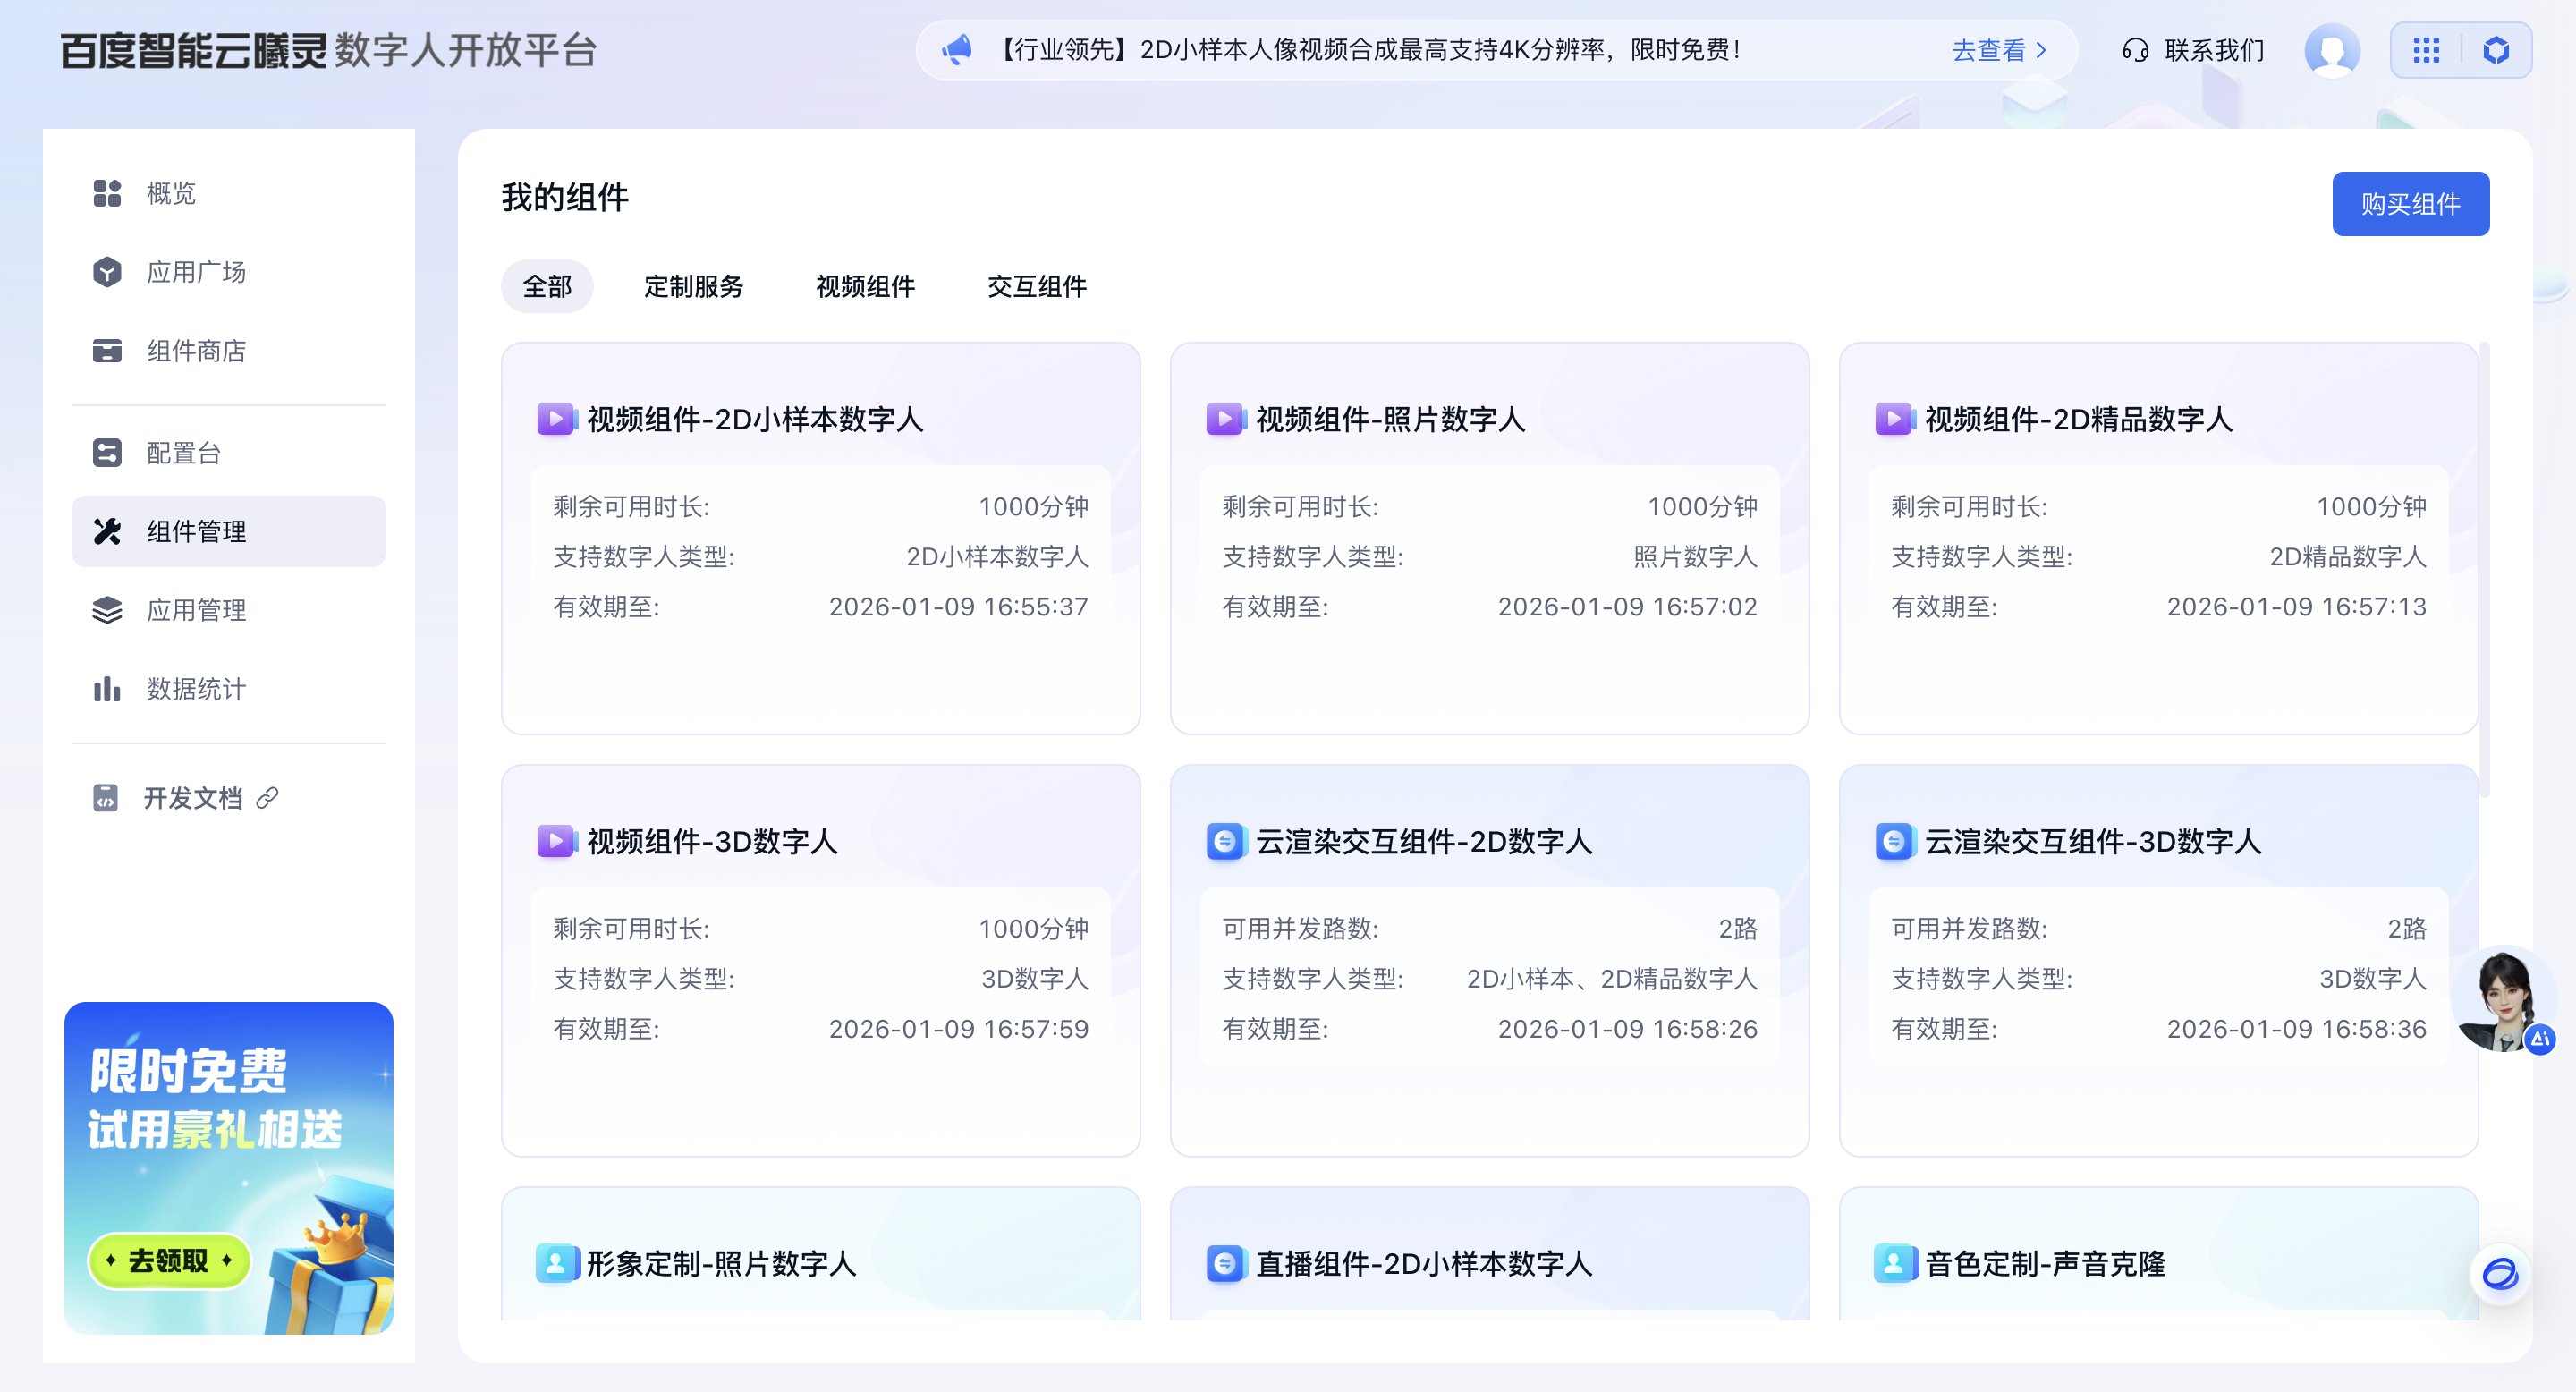 百度智能云曦灵 数字人开放平台
【行业领先】2D小样本人像视频合成最高支持4K分辨率，限时免费！
去查看
联系我们
概览
应用广场
组件商店
配置台
组件管理
应用管理
数据统计
开发文档
限时免费
试用豪礼相送
去领取
我的组件
购买组件
全部 定制服务 视频组件 交互组件
视频组件-2D小样本数字人
剩余可用时长: 1000分钟
支持数字人类型: 2D小样本数字人
有效期至: 2026-01-09 16:55:37
视频组件-照片数字人
剩余可用时长: 1000分钟
支持数字人类型: 照片数字人
有效期至: 2026-01-09 16:57:02
视频组件-2D精品数字人
剩余可用时长: 1000分钟
支持数字人类型: 2D精品数字人
有效期至: 2026-01-09 16:57:13
视频组件-3D数字人
剩余可用时长: 1000分钟
支持数字人类型: 3D数字人
有效期至: 2026-01-09 16:57:59
云渲染交互组件-2D数字人
可用并发路数: 2路
支持数字人类型: 2D小样本、2D精品数字人
有效期至: 2026-01-09 16:58:26
云渲染交互组件-3D数字人
可用并发路数: 2路
支持数字人类型: 3D数字人
有效期至: 2026-01-09 16:58:36
形象定制-照片数字人
直播组件-2D小样本数字人
音色定制-声音克隆
Ai